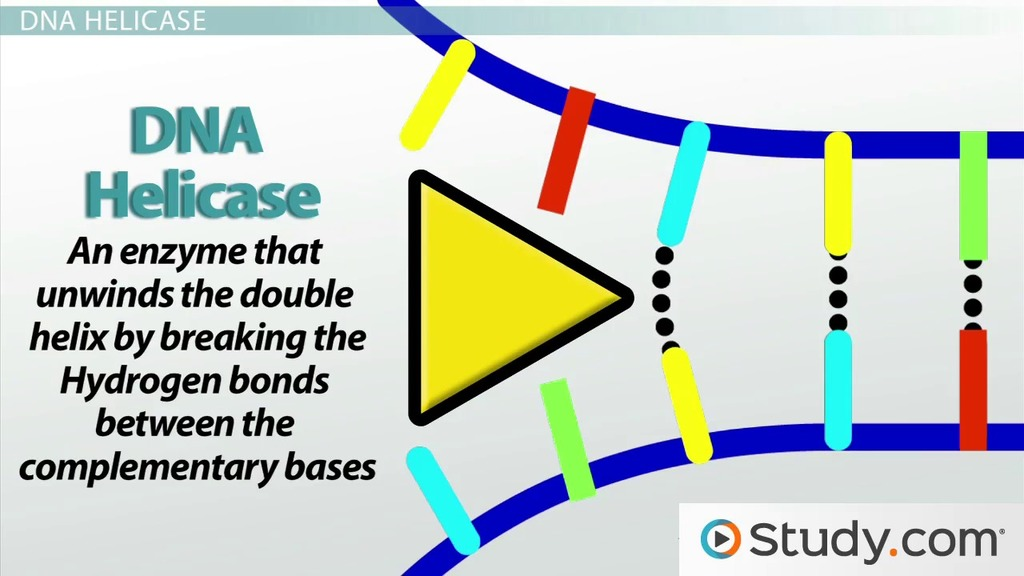 DNA HELICASE
DNA
Helicase
An enzyme that
unwinds the double
helix by breaking the
Hydrogen bonds
between the
complementary bases
Study.com®